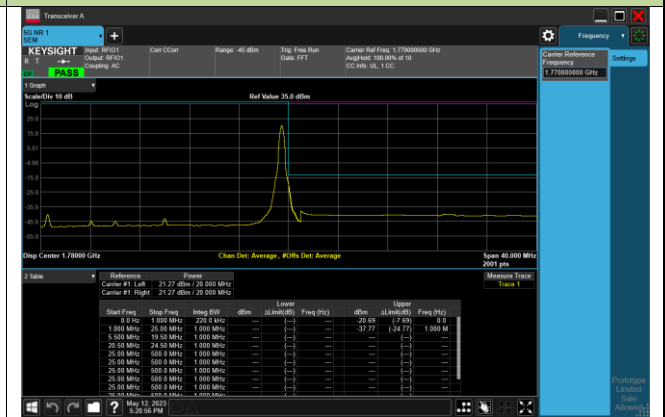 Transceiver A
5G NR 1
SEM
Frequency
KEYSIGHT
R T
PASS
Input: RFIO1
Output: RFIO1
Coupling: AC
Corr CCorr
Range: -45 dBm
Trig: Free Run
Gate: FFT
Carrier Ref Freq: 1.770000000 GHz
Avg|Hold: 100.00% of 10
CC Info: UL, 1 CC
Carrier Reference
Frequency
1.770000000 GHz
Settings
1 Graph
Scale/Div 10 dB
Ref Value 35.0 dBm
Log
25.0
15.0
5.01
-4.99
-15.0
-25.0
-35.0
-45.0
-55.0
Disp Center 1.78000 GHz
Chan Det: Average, #Offs Det: Average
Span 40.000 MHz
2001 pts
2 Table
Reference Power
Carrier #1: Left 21.27 dBm / 20.000 MHz
Carrier #1: Right 21.27 dBm / 20.000 MHz
Measure Trace
Trace 1
Lower Upper
Start Freq Stop Freq Integ BW dBm ΔLimit(dB) Freq (Hz) dBm ΔLimit(dB) Freq (Hz)
0.0 Hz 1.000 MHz 220.0 kHz --- (---) --- -20.69 (-7.69) 0.0
1.000 MHz 25.00 MHz 1.000 MHz --- (---) --- -37.77 (-24.77) 1.000 M
5.500 MHz 19.50 MHz 1.000 MHz --- (---) --- --- (---) ---
20.50 MHz 24.50 MHz 1.000 MHz --- (---) --- --- (---) ---
25.00 MHz 500.0 MHz 1.000 MHz --- (---) --- --- (---) ---
25.00 MHz 500.0 MHz 1.000 MHz --- (---) --- --- (---) ---
25.00 MHz 500.0 MHz 1.000 MHz --- (---) --- --- (---) ---
25.00 MHz 500.0 MHz 1.000 MHz --- (---) --- --- (---) ---
25.00 MHz 500.0 MHz 1.000 MHz --- (---) --- --- (---) ---
Prototype
Limited
Sale
Allowed
May 12, 2023
5:20:56 PM